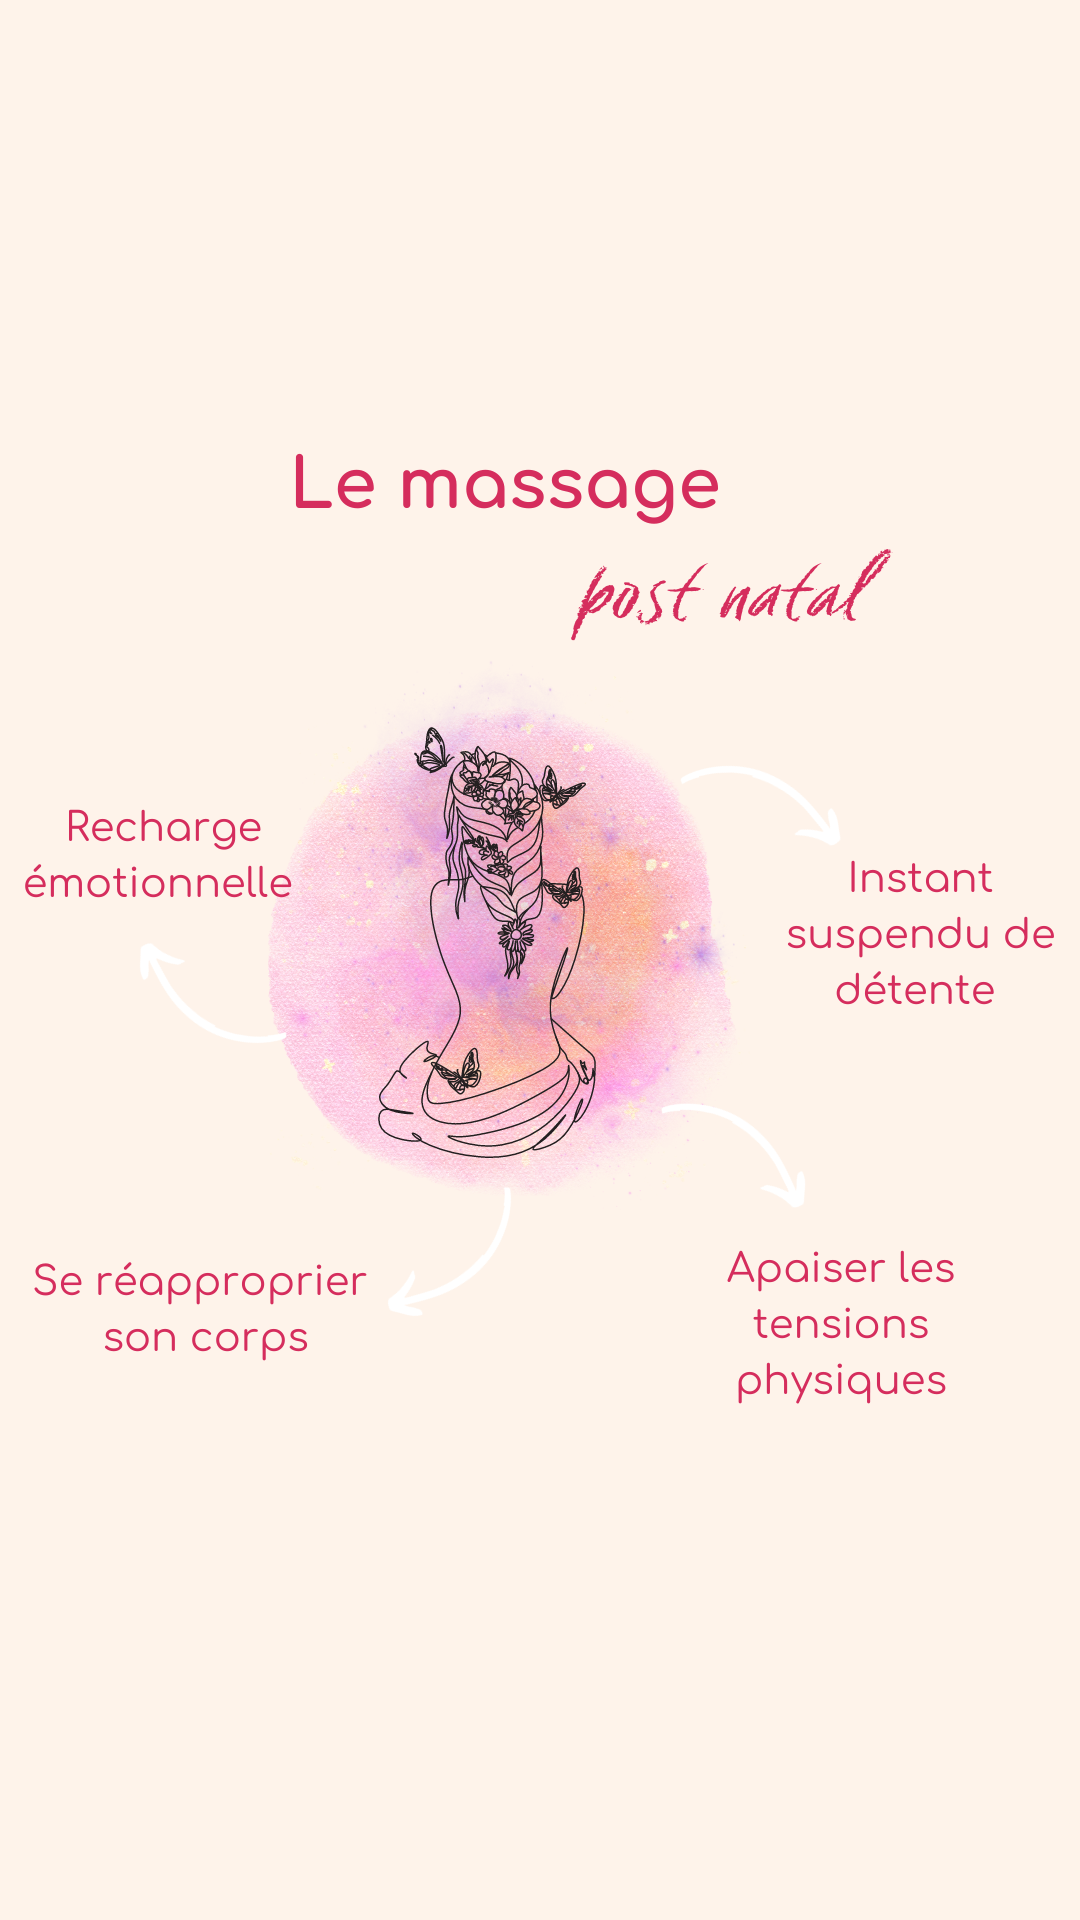 Le massage
post natal
Recharge
émotionnelle
Instant
suspendu de
détente
Se réapproprier
son corps
Apaiser les
tensions
physiques